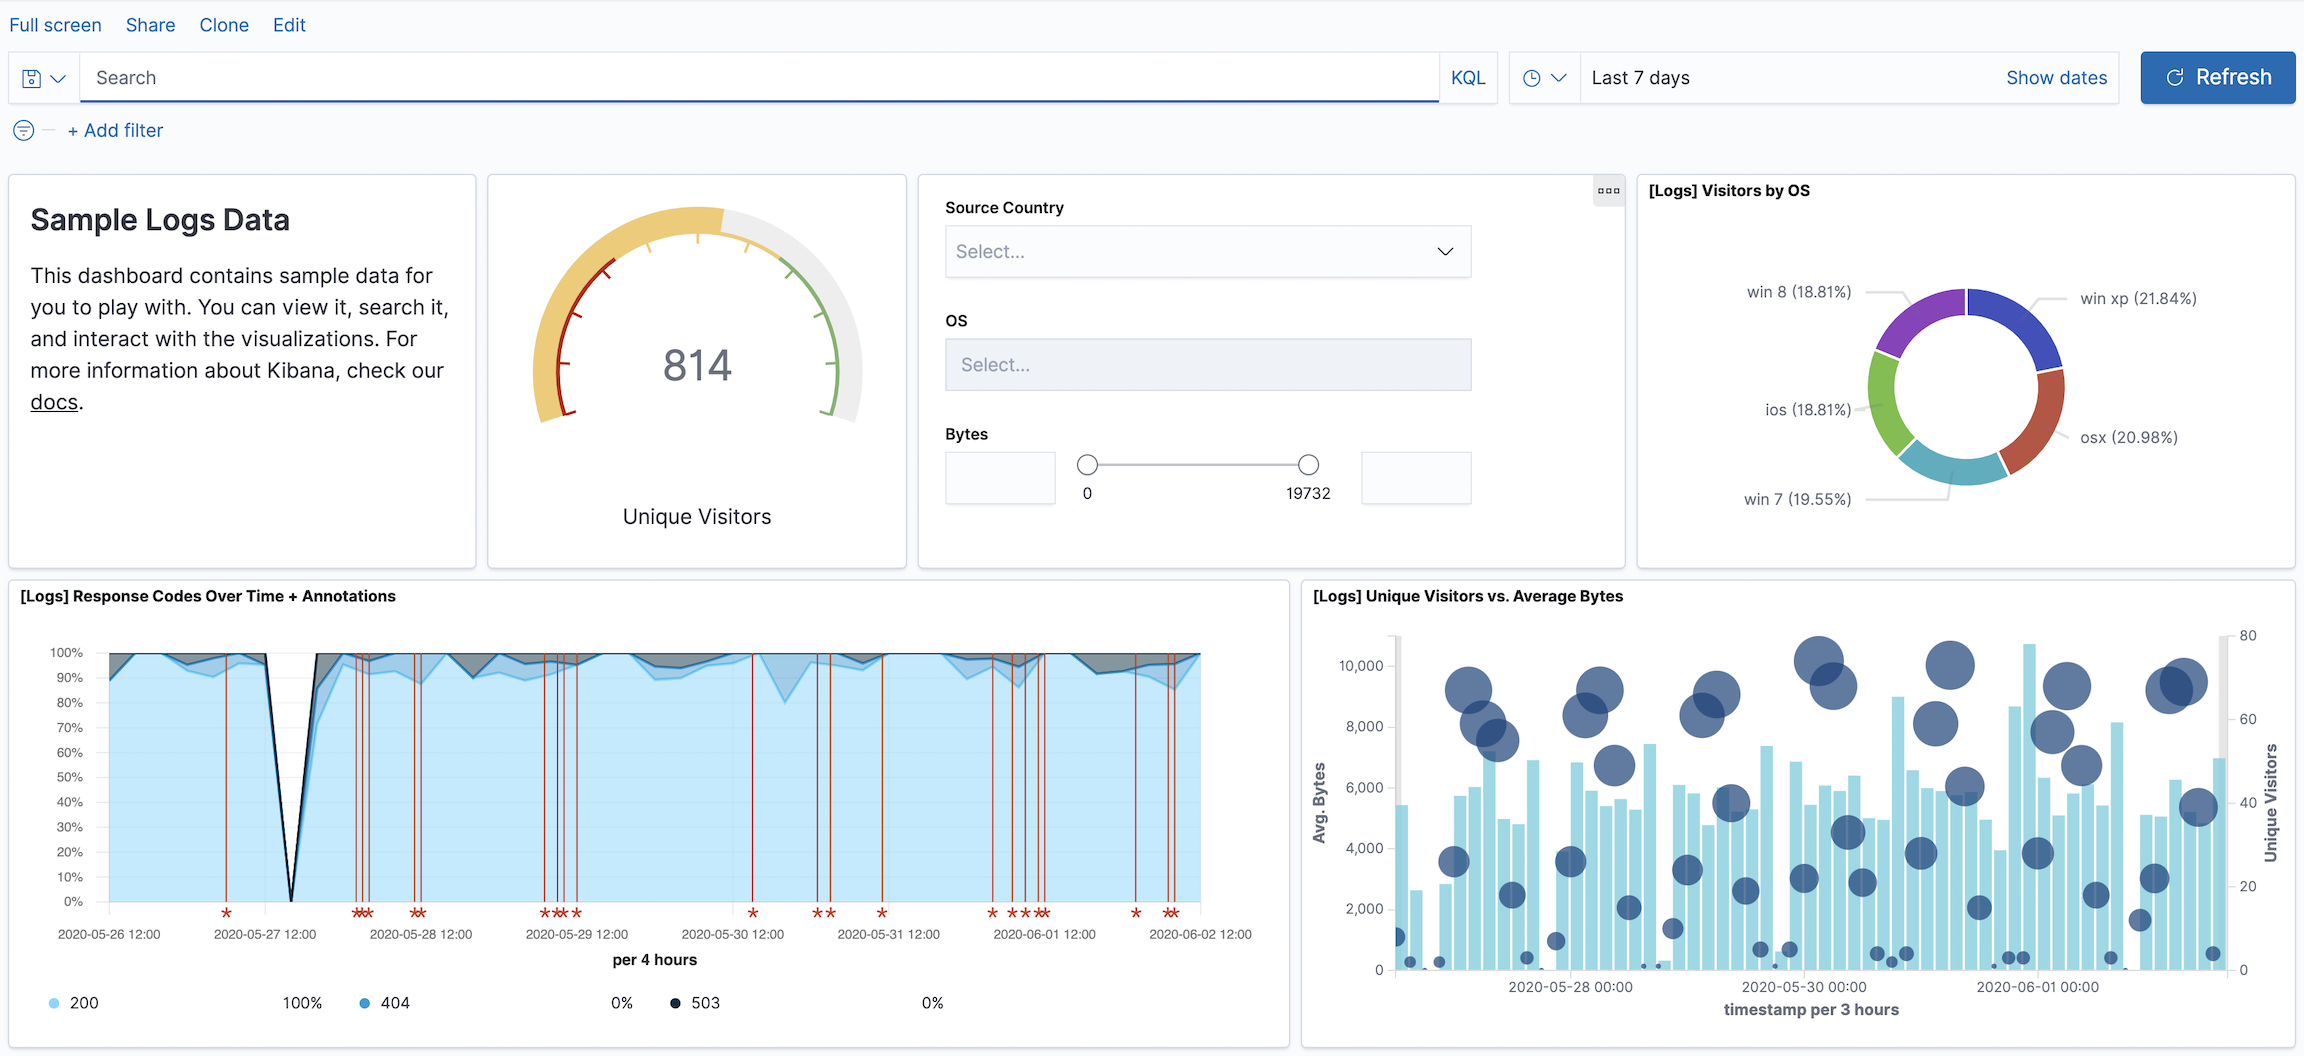 Full screen Share Clone Edit
Search KQL Last 7 days Show dates Refresh
+ Add filter
Sample Logs Data
This dashboard contains sample data for
you to play with. You can view it, search it,
and interact with the visualizations. For
more information about Kibana, check our
docs.
814
Unique Visitors
Source Country
Select...
OS
Select...
Bytes
0 19732
[Logs] Visitors by OS
win 8 (18.81%)
win xp (21.84%)
ios (18.81%)
osx (20.98%)
win 7 (19.55%)
[Logs] Response Codes Over Time + Annotations
100%
90%
80%
70%
60%
50%
40%
30%
20%
10%
0%
2020-05-26 12:00 2020-05-27 12:00 2020-05-28 12:00 2020-05-29 12:00 2020-05-30 12:00 2020-05-31 12:00 2020-06-01 12:00 2020-06-02 12:00
per 4 hours
200 100% 404 0% 503 0%
[Logs] Unique Visitors vs. Average Bytes
Avg. Bytes
10,000
8,000
6,000
4,000
2,000
0
80
60
40
20
0
Unique Visitors
2020-05-28 00:00 2020-05-30 00:00 2020-06-01 00:00
timestamp per 3 hours